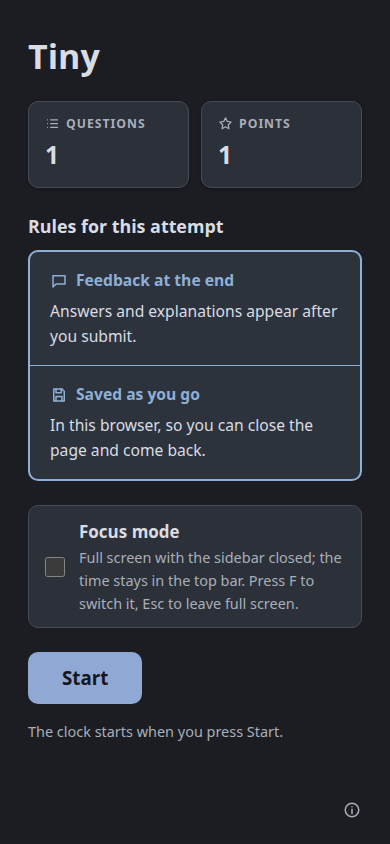 Tiny
QUESTIONS
1
POINTS
1
Rules for this attempt
Feedback at the end
Answers and explanations appear after
you submit.
Saved as you go
In this browser, so you can close the
page and come back.
Focus mode
Full screen with the sidebar closed; the
time stays in the top bar. Press F to
switch it, Esc to leave full screen.
Start
The clock starts when you press Start.